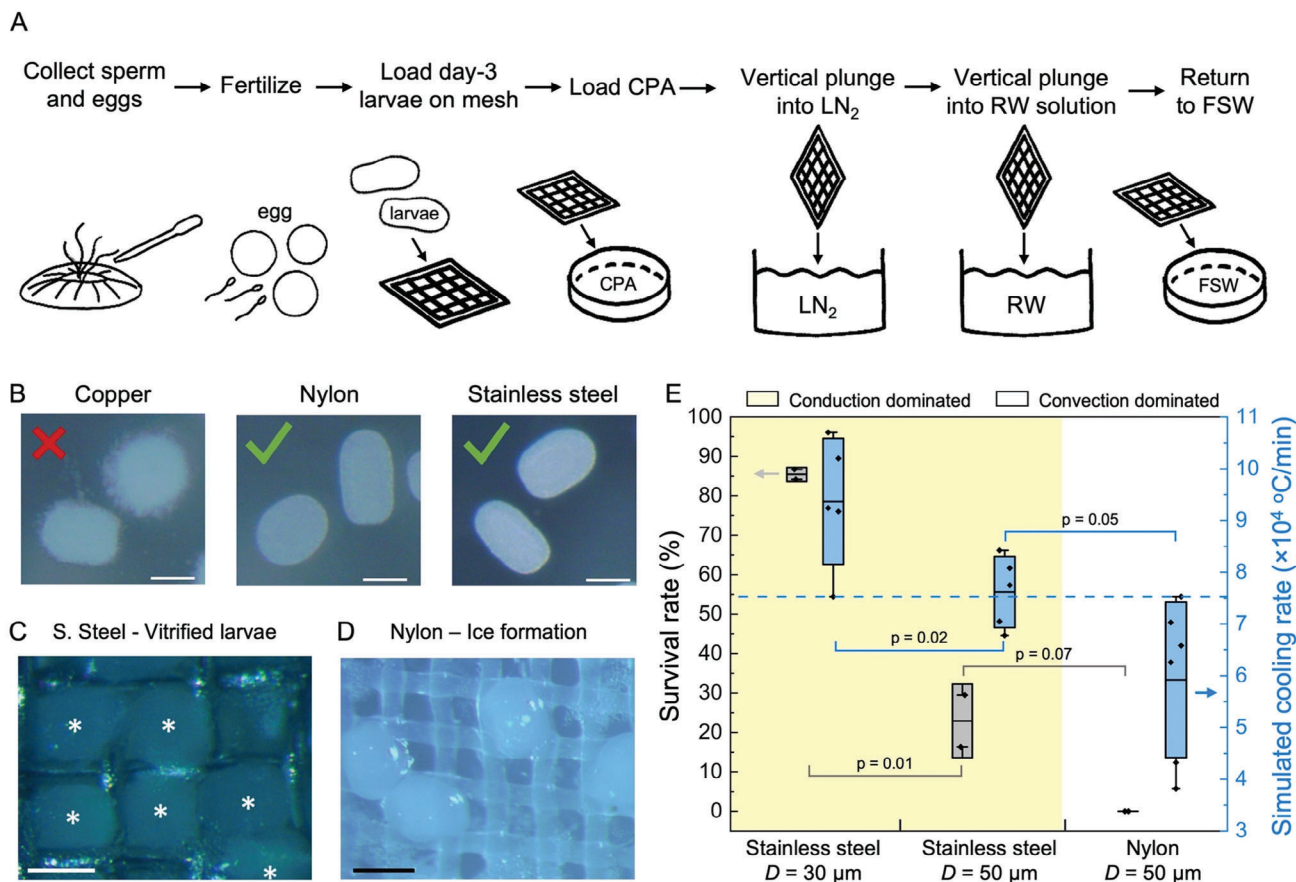 A
Collect sperm
and eggs
Fertilize
Load day-3
larvae on mesh
Load CPA
Vertical plunge
into LN₂
Vertical plunge
into RW solution
Return
to FSW
egg
larvae
CPA
LN₂
RW
FSW
B
Copper
Nylon
Stainless steel
C
S. Steel - Vitrified larvae
* *
* * *
*
D
Nylon – Ice formation
E
Conduction dominated
Convection dominated
Survival rate (%)
100
90
80
70
60
50
40
30
20
10
0
p = 0.05
p = 0.02
p = 0.07
p = 0.01
11
10
9
8
7
6
5
4
3
Simulated cooling rate (×10⁴ °C/min)
Stainless steel
D = 30 µm
Stainless steel
D = 50 µm
Nylon
D = 50 µm